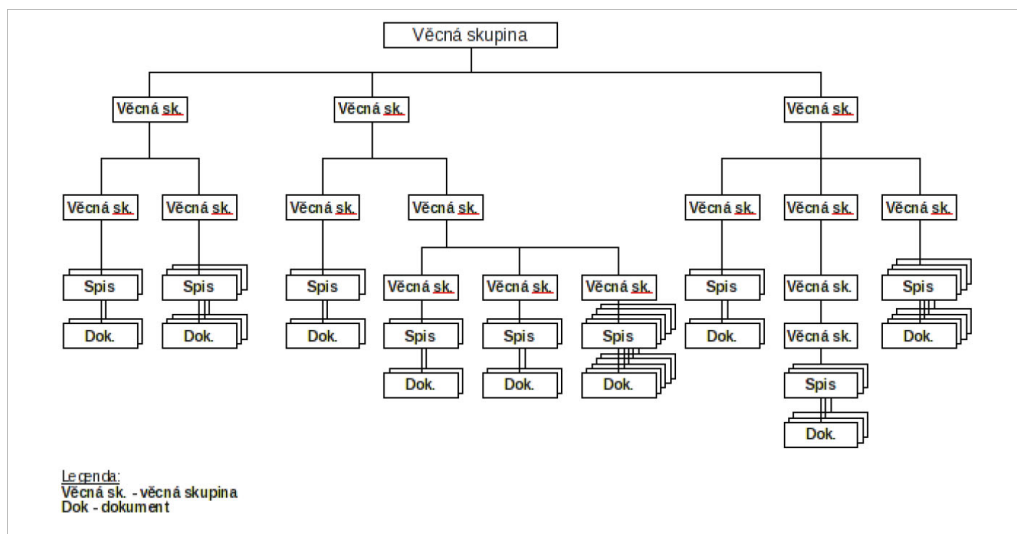 Věcná skupina
Věcná sk. Věcná sk. Věcná sk.
Věcná sk. Věcná sk. Věcná sk. Věcná sk. Věcná sk. Věcná sk. Věcná sk.
Spis Spis Spis Věcná sk. Věcná sk. Věcná sk. Spis Věcná sk. Spis
Dok. Dok. Dok. Spis Spis Spis Dok. Věcná sk. Dok.
Dok. Dok. Dok. Spis
Dok.
Legenda:
Věcná sk. - věcná skupina
Dok - dokument